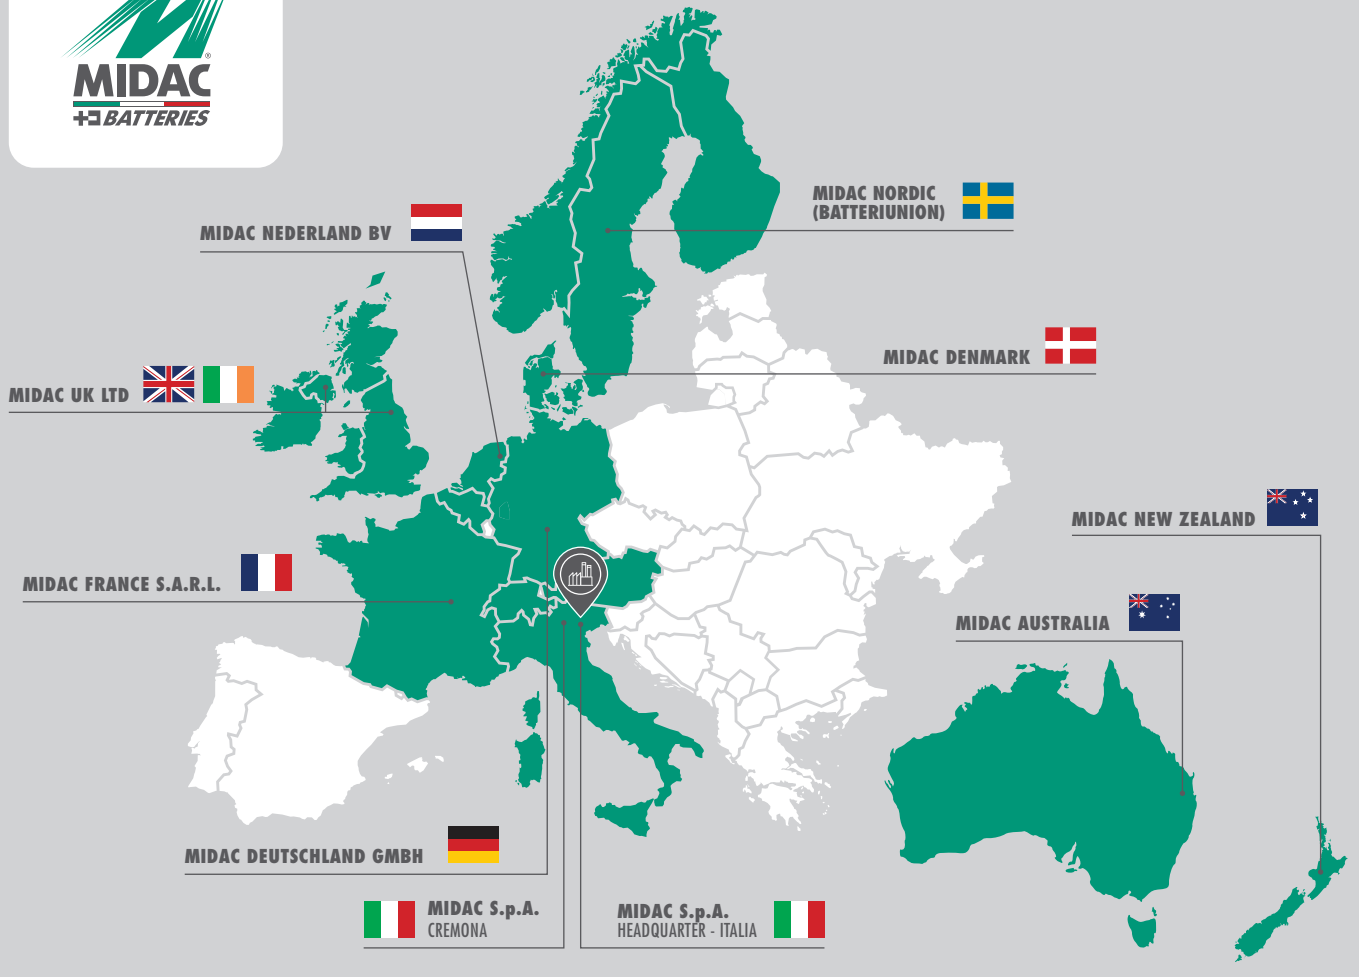 MIDAC
BATTERIES
MIDAC NORDIC
(BATTERIUNION)
MIDAC NEDERLAND BV
MIDAC DENMARK
MIDAC UK LTD
MIDAC NEW ZEALAND
MIDAC FRANCE S.A.R.L.
MIDAC AUSTRALIA
MIDAC DEUTSCHLAND GMBH
MIDAC S.p.A.
CREMONA
MIDAC S.p.A.
HEADQUARTER - ITALIA